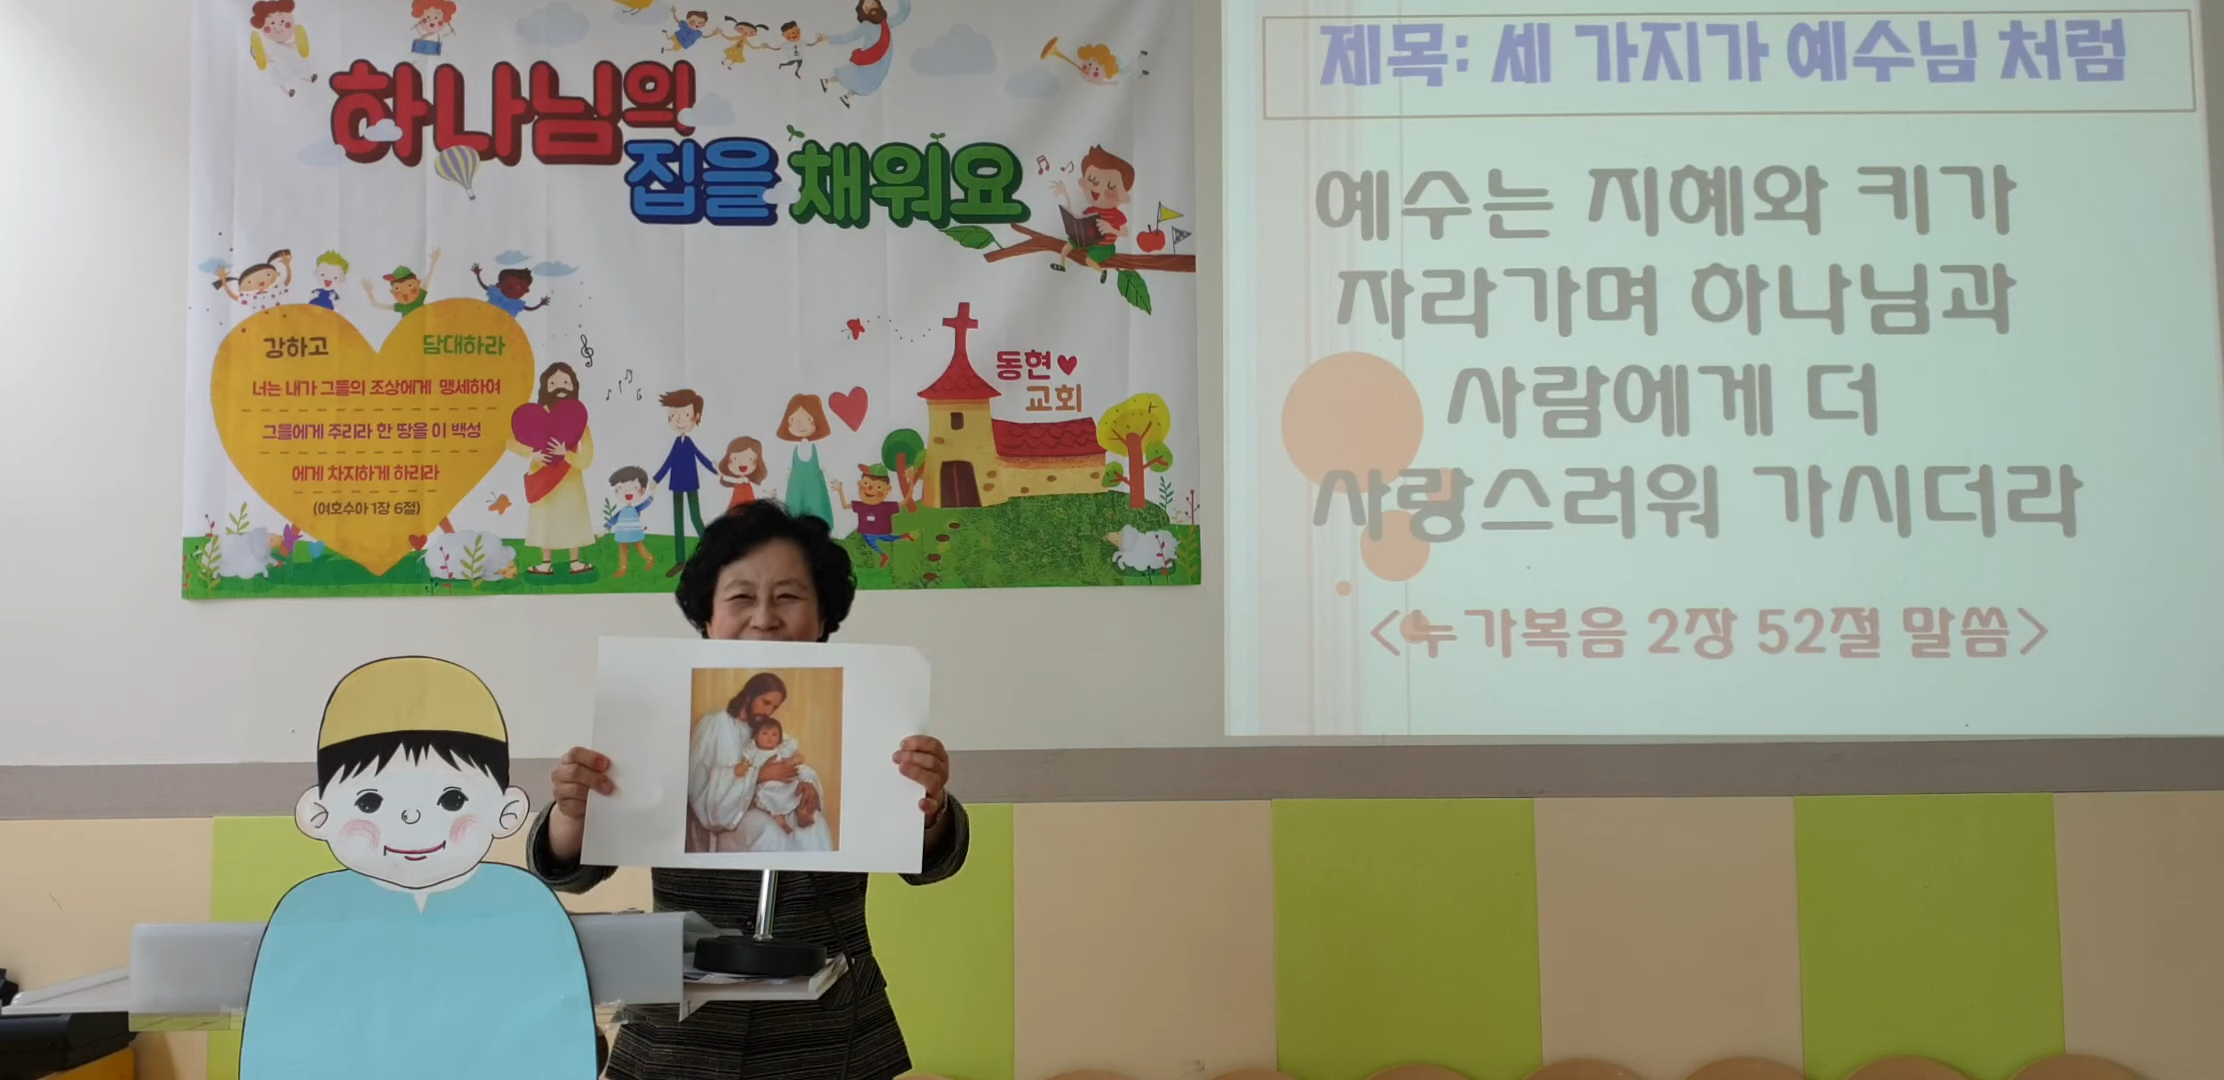 하나님의
집을 채워요
강하고 담대하라
너는 내가 그들의 조상에게 맹세하여
그들에게 주리라 한 땅을 이 백성
에게 차지하게 하리라
(여호수아 1장 6절)
동현
교회
제목: 세 가지가 예수님 처럼
예수는 지혜와 키가
자라가며 하나님과
사람에게 더
사랑스러워 가시더라
<누가복음 2장 52절 말씀>